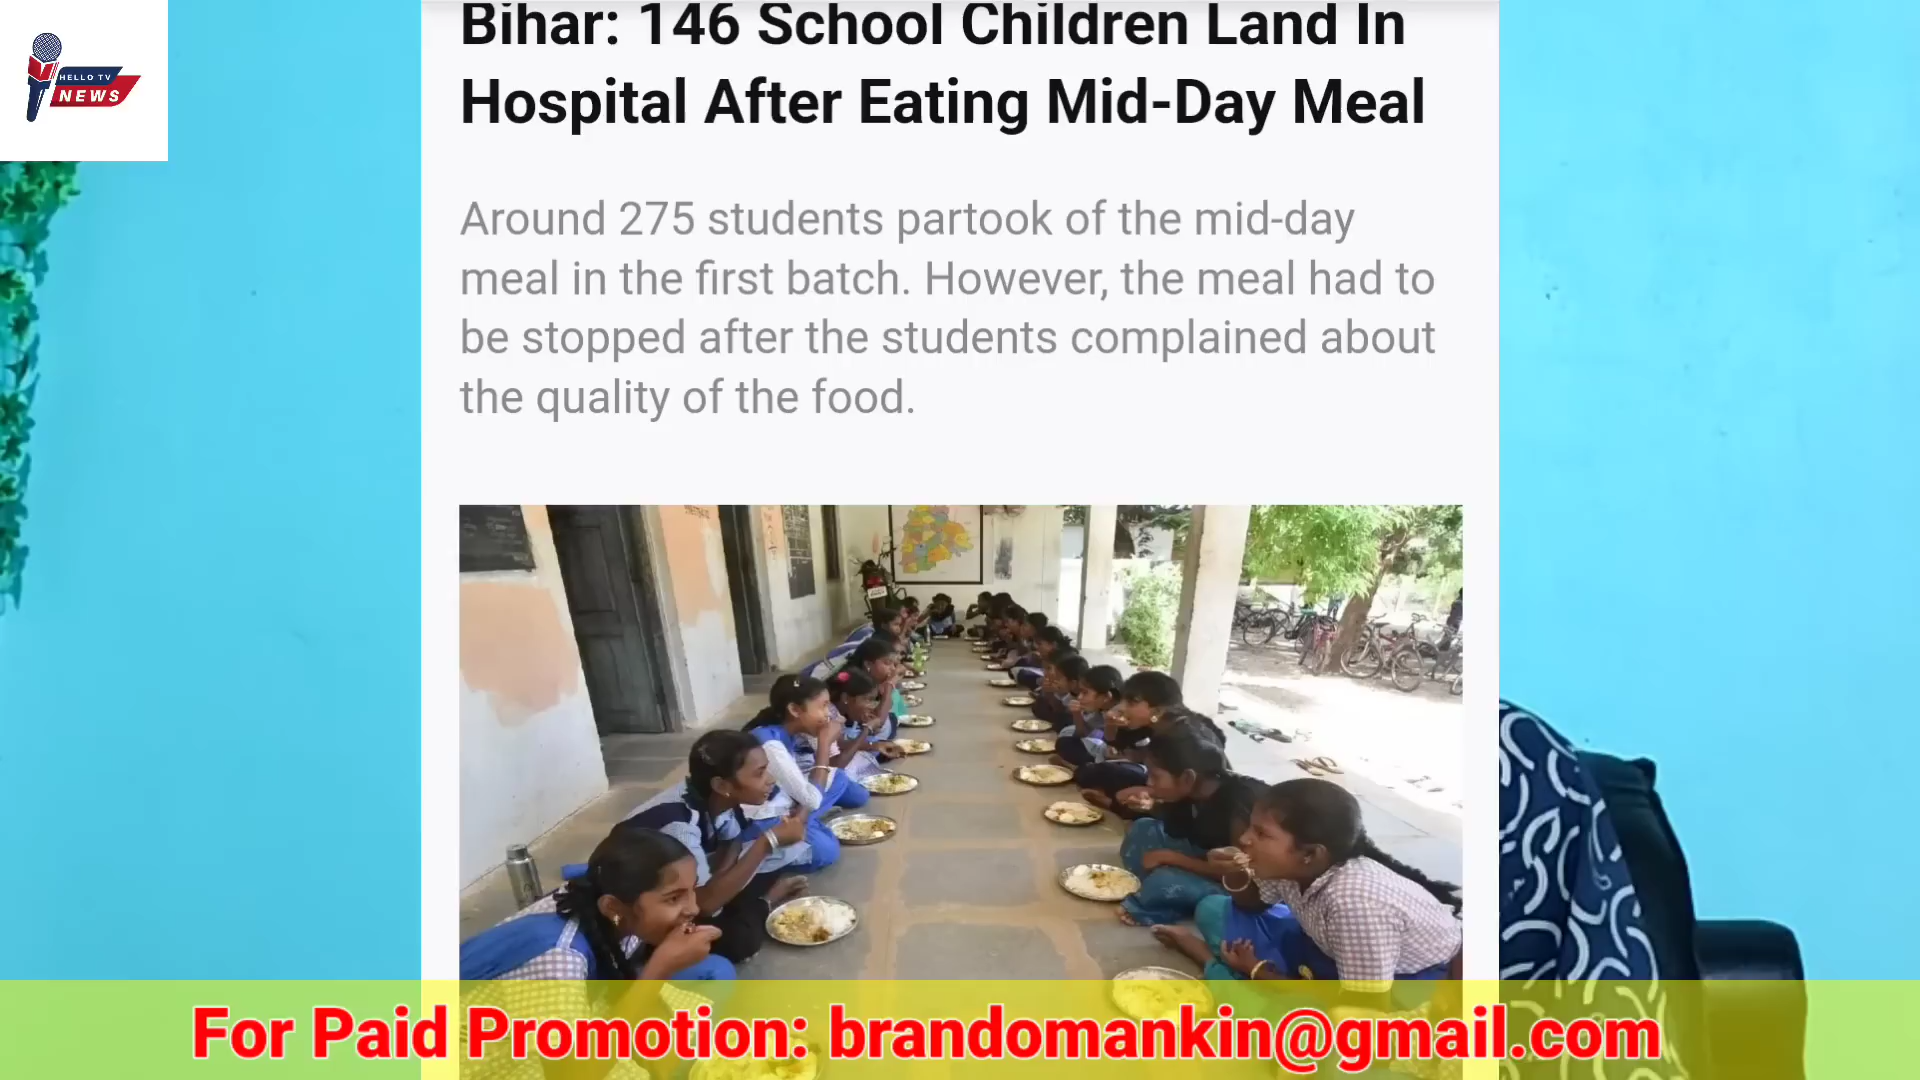 HELLO TV
NEWS
Bihar: 146 School Children Land In
Hospital After Eating Mid-Day Meal
Around 275 students partook of the mid-day
meal in the first batch. However, the meal had to
be stopped after the students complained about
the quality of the food.
For Paid Promotion: brandomankin@gmail.com